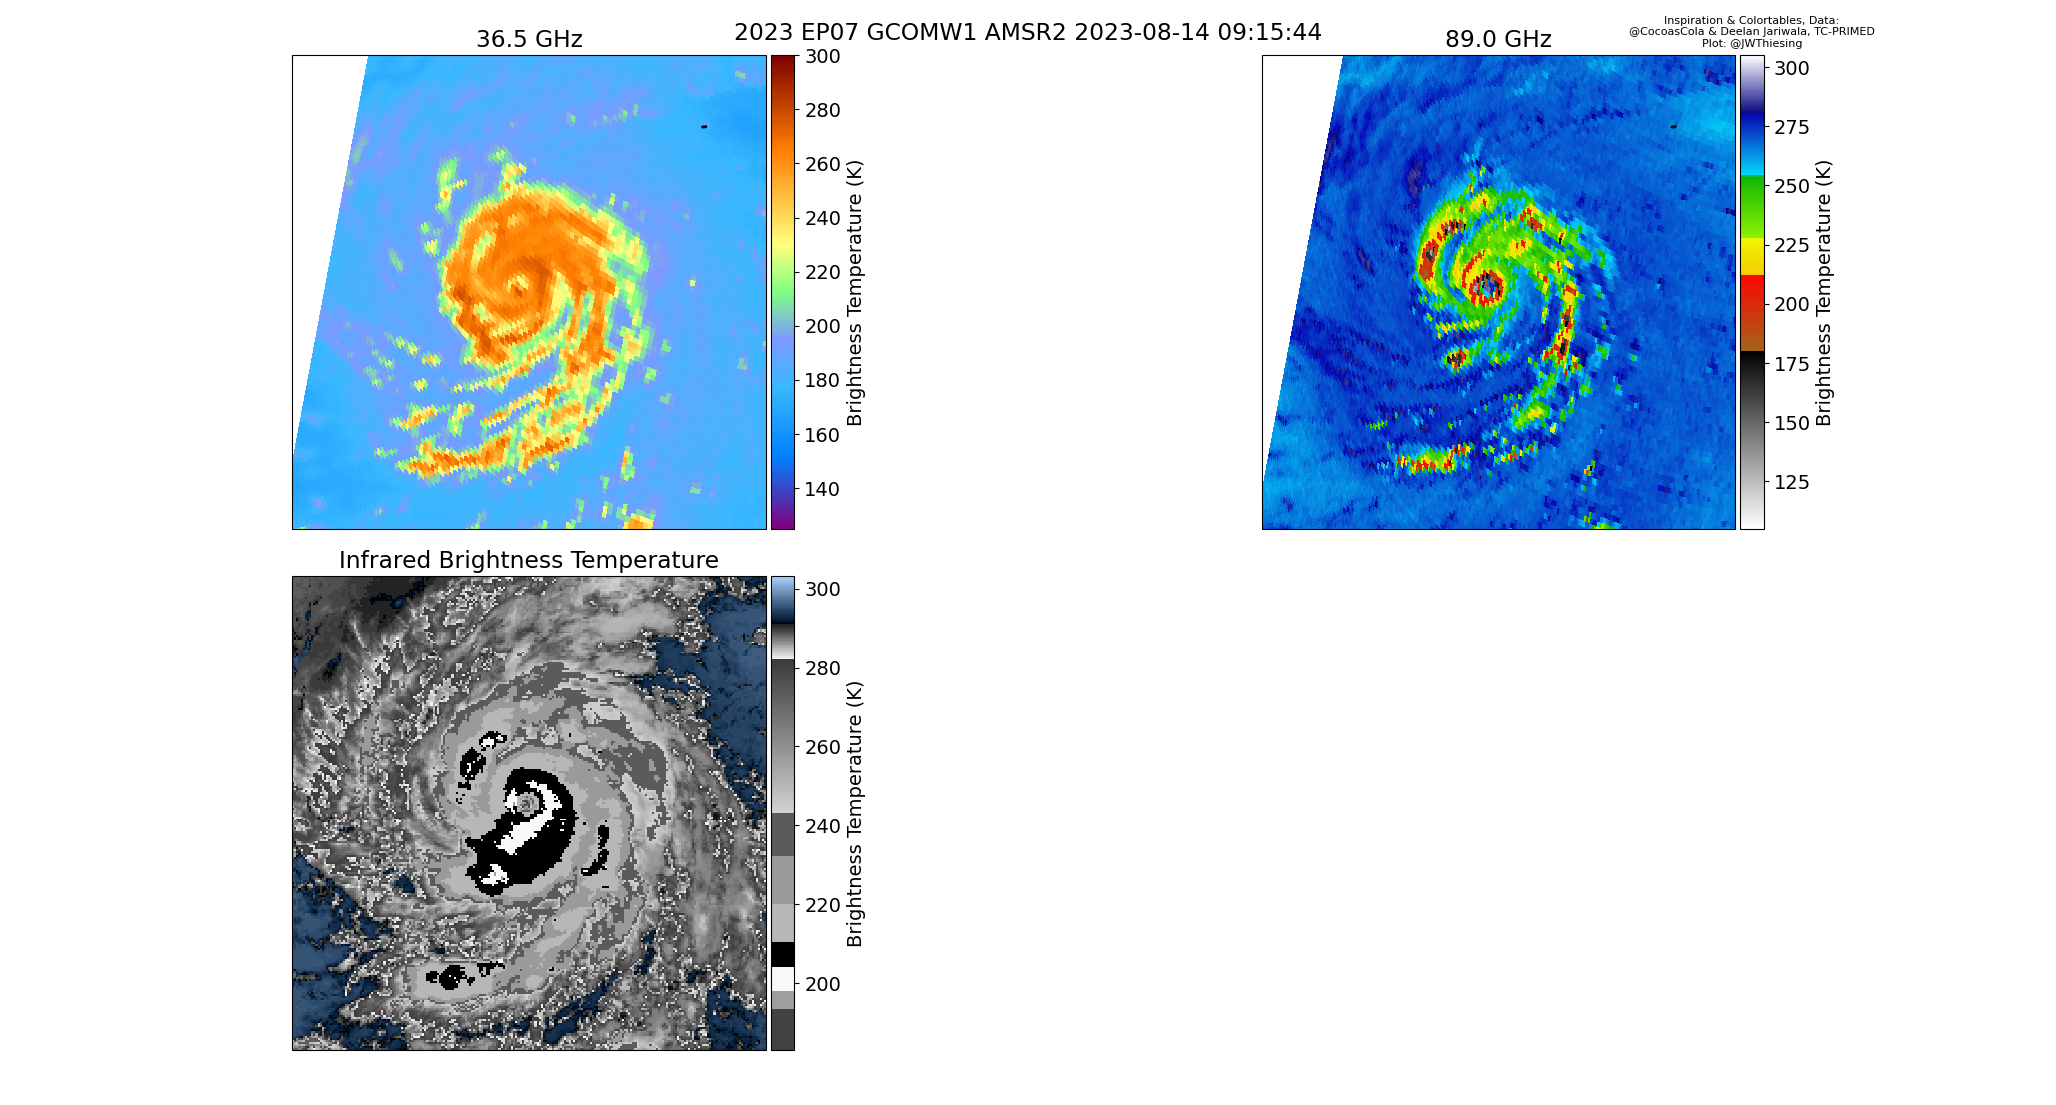 2023 EP07 GCOMW1 AMSR2 2023-08-14 09:15:44
Inspiration & Colortables, Data:
@CocoasCola & Deelan Jariwala, TC-PRIMED
Plot: @JWThiesing
36.5 GHz
300
280
260
240
220
200
180
160
140
Brightness Temperature (K)
89.0 GHz
300
275
250
225
200
175
150
125
Brightness Temperature (K)
Infrared Brightness Temperature
300
280
260
240
220
200
Brightness Temperature (K)